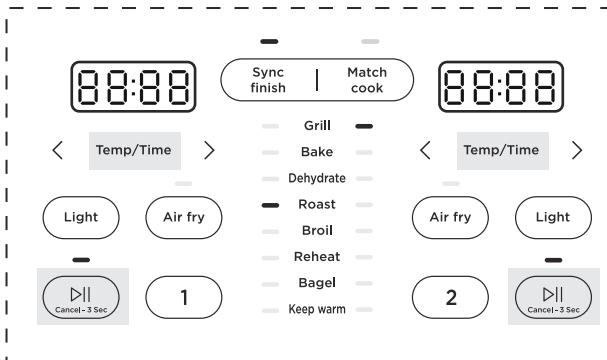 88:88
Sync finish
Match cook
88:88
Temp/Time
Temp/Time
Grill
Bake
Dehydrate
Roast
Broil
Reheat
Bagel
Keep warm
Light
Air fry
Air fry
Light
Cancel - 3 Sec
1
2
Cancel - 3 Sec